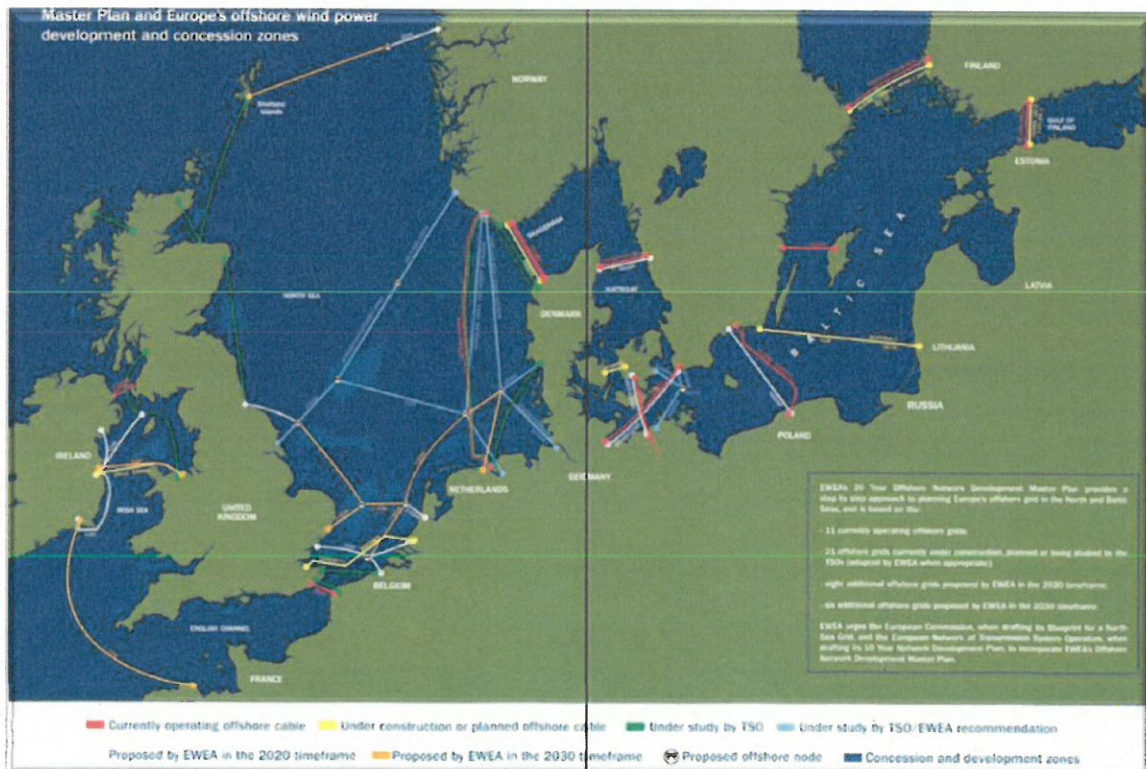 Master Plan and Europe's offshore wind power
development and concession zones
NORWAY
FINLAND
Shetland
Islands
GULF OF
FINLAND
ESTONIA
SKAGERRAK
NORTH SEA
KATTEGAT
BALTIC SEA
LATVIA
DENMARK
LITHUANIA
RUSSIA
IRELAND
POLAND
GERMANY
NETHERLANDS
IRISH SEA
UNITED
KINGDOM
BELGIUM
ENGLISH CHANNEL
FRANCE
EWEA's 20 Year Offshore Network Development Master Plan provides a
step by step approach to planning Europe's offshore grid in the North and Baltic
Seas, and is based on the:
- 11 currently operating offshore grids
- 21 offshore grids currently under construction, planned or being studied by the
TSOs (adopted by EWEA when appropriate)
- eight additional offshore grids proposed by EWEA in the 2020 timeframe
- six additional offshore grids proposed by EWEA in the 2030 timeframe
EWEA urges the European Commission, when drafting its Blueprint for a North
Sea Grid, and the European Network of Transmission System Operators, when
drafting its 10 Year Network Development Plan, to incorporate EWEA's Offshore
Network Development Master Plan.
Currently operating offshore cable Under construction or planned offshore cable Under study by TSO Under study by TSO/EWEA recommendation
Proposed by EWEA in the 2020 timeframe Proposed by EWEA in the 2030 timeframe Proposed offshore node Concession and development zones